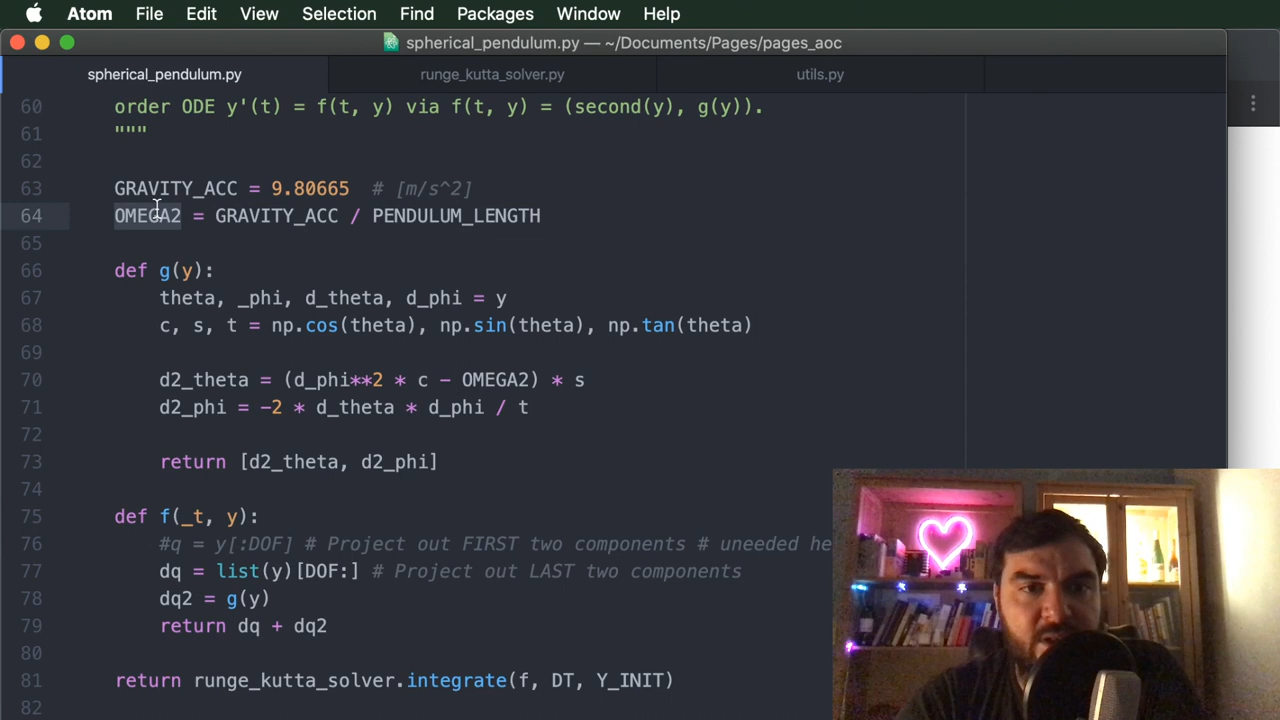 Atom File Edit View Selection Find Packages Window Help
spherical_pendulum.py — ~/Documents/Pages/pages_aoc
spherical_pendulum.py runge_kutta_solver.py utils.py
60 order ODE y'(t) = f(t, y) via f(t, y) = (second(y), g(y)).
61 """
62
63 GRAVITY_ACC = 9.80665 # [m/s^2]
64 OMEGA2 = GRAVITY_ACC / PENDULUM_LENGTH
65
66 def g(y):
67 theta, _phi, d_theta, d_phi = y
68 c, s, t = np.cos(theta), np.sin(theta), np.tan(theta)
69
70 d2_theta = (d_phi**2 * c - OMEGA2) * s
71 d2_phi = -2 * d_theta * d_phi / t
72
73 return [d2_theta, d2_phi]
74
75 def f(_t, y):
76 #q = y[:DOF] # Project out FIRST two components # uneeded he
77 dq = list(y)[DOF:] # Project out LAST two components
78 dq2 = g(y)
79 return dq + dq2
80
81 return runge_kutta_solver.integrate(f, DT, Y_INIT)
82